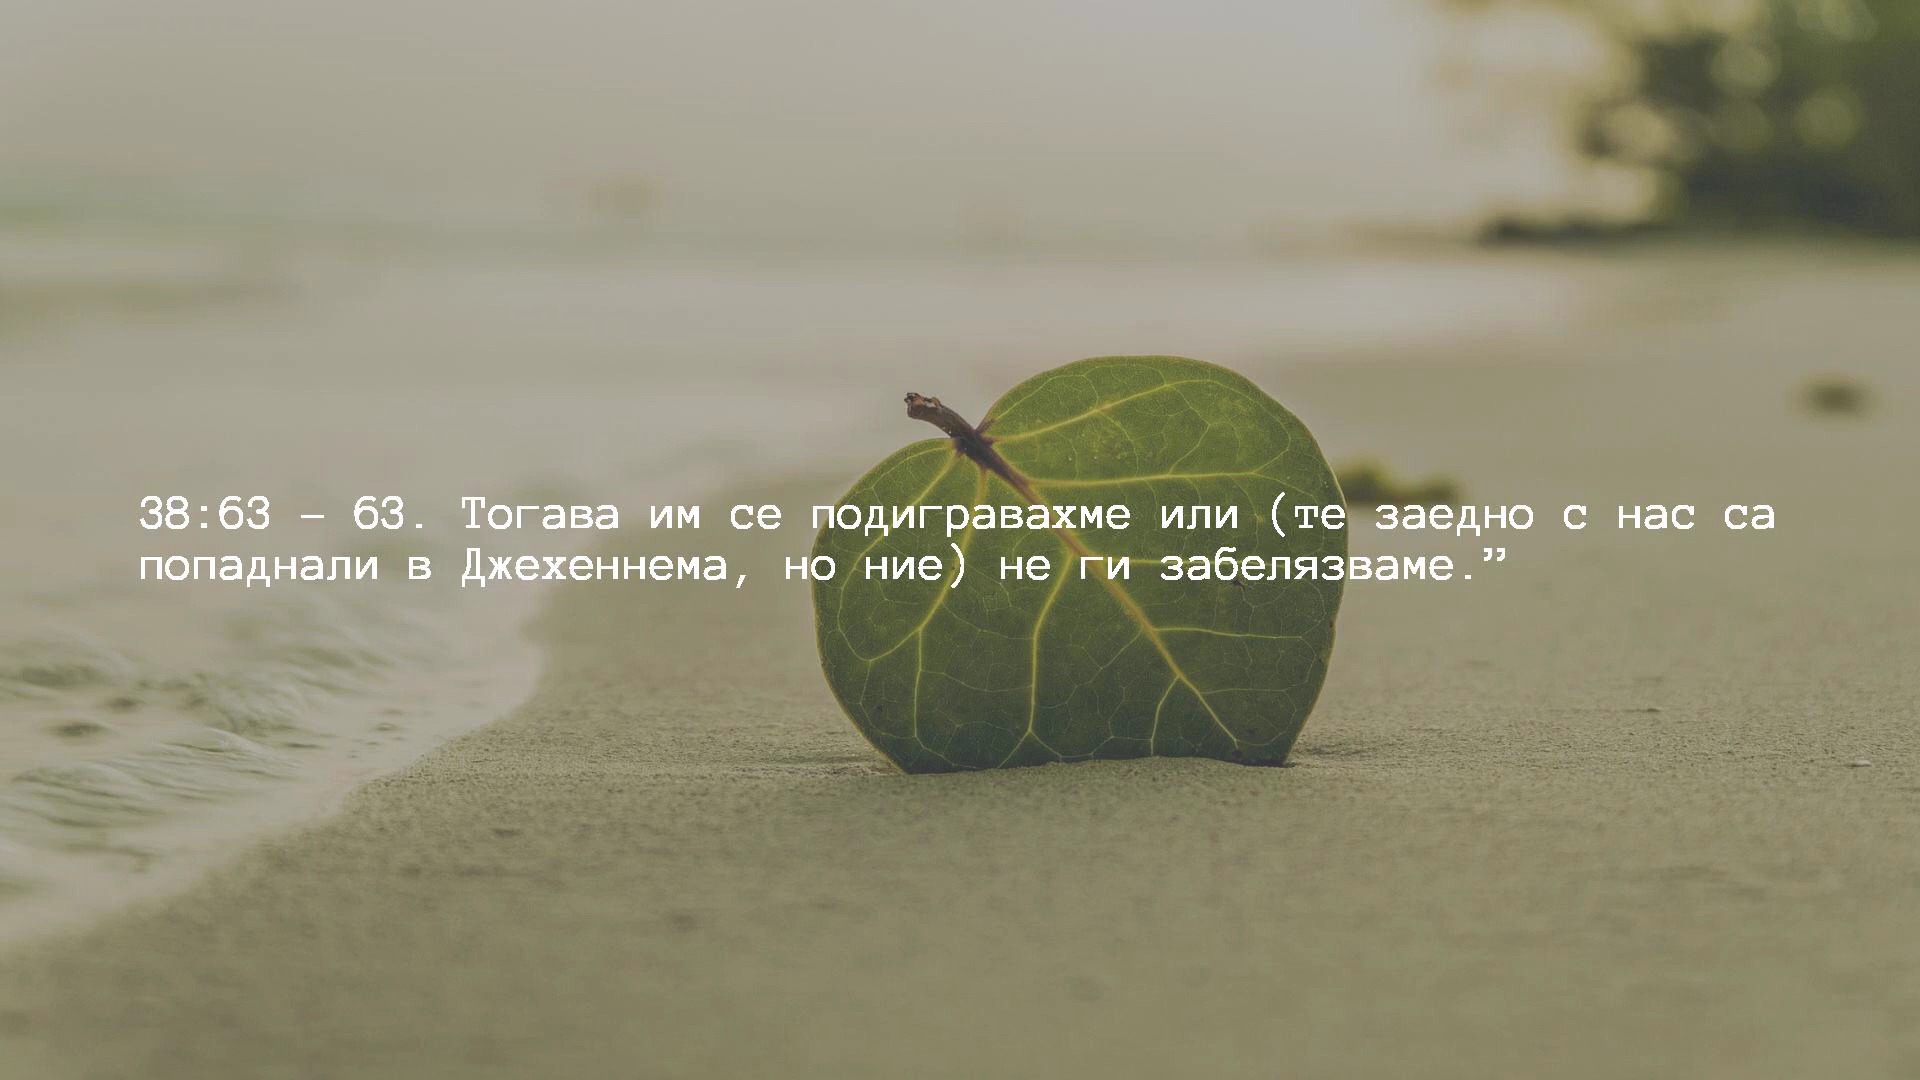 38:63 – 63. Тогава им се подигравахме или (те заедно с нас са
попаднали в Джехеннема, но ние) не ги забелязваме.”